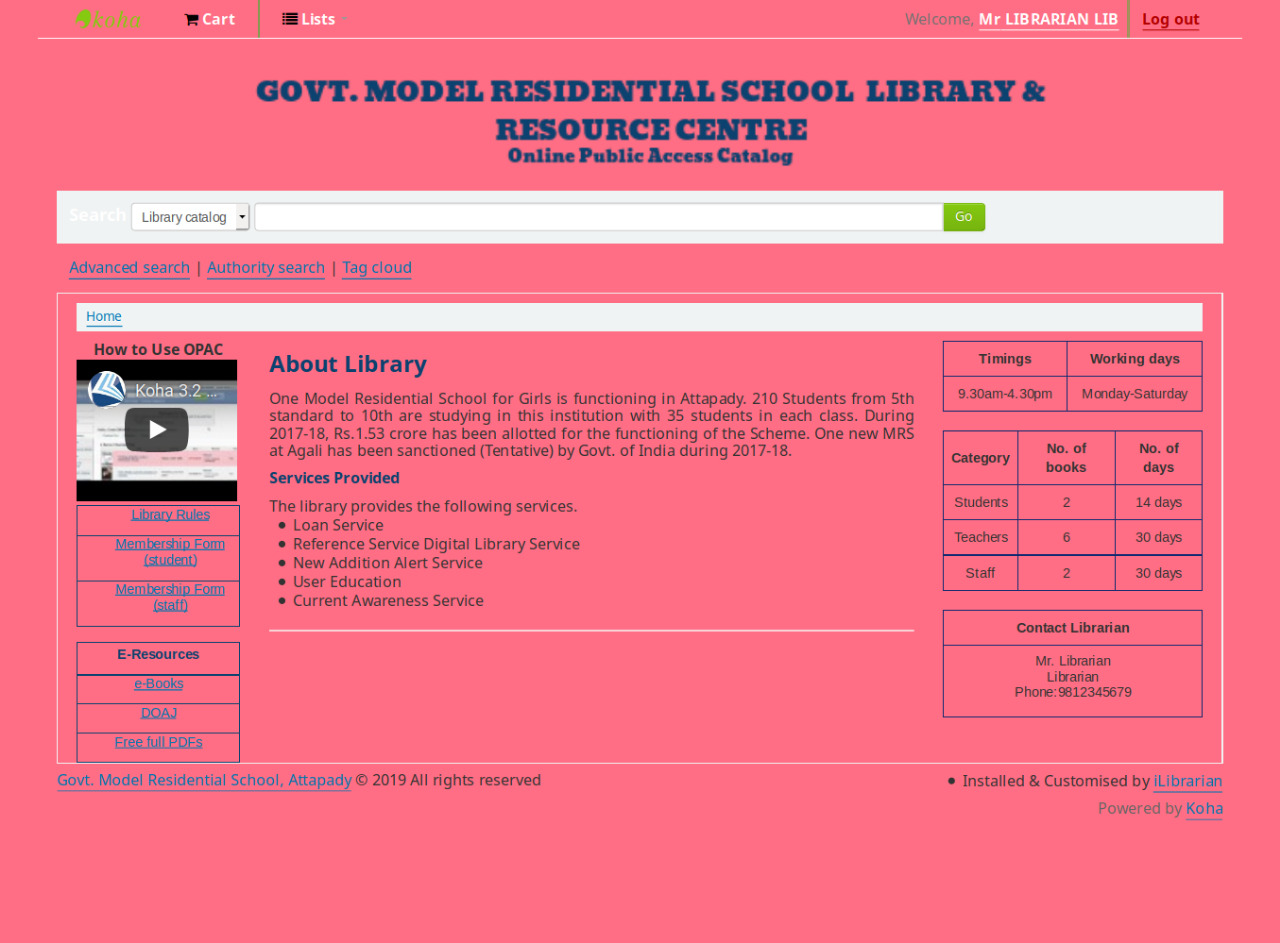 koha Cart Lists Welcome, Mr LIBRARIAN LIB Log out
GOVT. MODEL RESIDENTIAL SCHOOL LIBRARY &
RESOURCE CENTRE
Online Public Access Catalog
Search Library catalog Go
Advanced search | Authority search | Tag cloud
Home
How to Use OPAC
Koha 3.2 ...
Library Rules
Membership Form
(student)
Membership Form
(staff)
E-Resources
e-Books
DOAJ
Free full PDFs
About Library
One Model Residential School for Girls is functioning in Attapady. 210 Students from 5th
standard to 10th are studying in this institution with 35 students in each class. During
2017-18, Rs.1.53 crore has been allotted for the functioning of the Scheme. One new MRS
at Agali has been sanctioned (Tentative) by Govt. of India during 2017-18.
Services Provided
The library provides the following services.
Loan Service
Reference Service Digital Library Service
New Addition Alert Service
User Education
Current Awareness Service
Timings Working days
9.30am-4.30pm Monday-Saturday
Category No. of books No. of days
Students 2 14 days
Teachers 6 30 days
Staff 2 30 days
Contact Librarian
Mr. Librarian
Librarian
Phone:9812345679
Govt. Model Residential School, Attapady © 2019 All rights reserved
Installed & Customised by iLibrarian
Powered by Koha